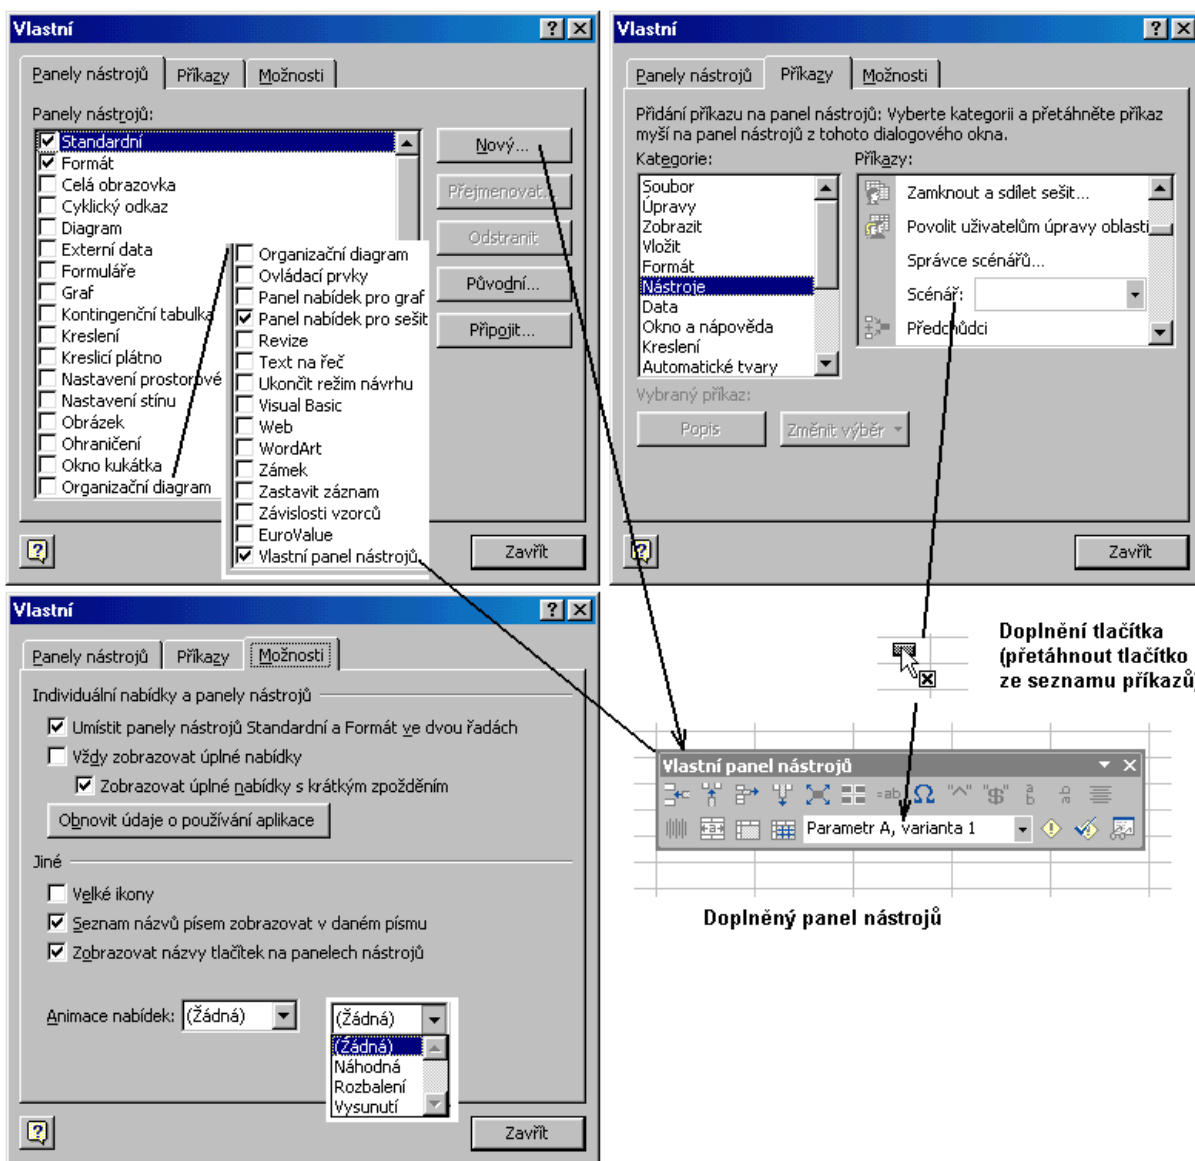 Vlastní
Panely nástrojů
Příkazy
Možnosti
Panely nástrojů:
Standardní
Formát
Celá obrazovka
Cyklický odkaz
Diagram
Externí data
Formuláře
Graf
Kontingenční tabulka
Kreslení
Kreslicí plátno
Nastavení prostorové
Nastavení stínu
Obrázek
Ohraničení
Okno kukátka
Organizační diagram
Organizační diagram
Ovládací prvky
Panel nabídek pro graf
Panel nabídek pro sešit
Revize
Text na řeč
Ukončit režim návrhu
Visual Basic
Web
WordArt
Zámek
Zastavit záznam
Závislosti vzorců
EuroValue
Vlastní panel nástrojů
Nový...
Přejmenovat...
Odstranit
Původní...
Připojit...
Zavřít
Vlastní
Panely nástrojů
Příkazy
Možnosti
Přidání příkazu na panel nástrojů: Vyberte kategorii a přetáhněte příkaz
myší na panel nástrojů z tohoto dialogového okna.
Kategorie:
Soubor
Úpravy
Zobrazit
Vložit
Formát
Nástroje
Data
Okno a nápověda
Kreslení
Automatické tvary
Příkazy:
Zamknout a sdílet sešit...
Povolit uživatelům úpravy oblasti
Správce scénářů...
Scénář:
Předchůdci
Vybraný příkaz:
Popis
Změnit výběr
Zavřít
Vlastní
Panely nástrojů
Příkazy
Možnosti
Individuální nabídky a panely nástrojů
Umístit panely nástrojů Standardní a Formát ve dvou řadách
Vždy zobrazovat úplné nabídky
Zobrazovat úplné nabídky s krátkým zpožděním
Obnovit údaje o používání aplikace
Jiné
Velké ikony
Seznam názvů písem zobrazovat v daném písmu
Zobrazovat názvy tlačítek na panelech nástrojů
Animace nabídek:
(Žádná)
(Žádná)
(Žádná)
Náhodná
Rozbalení
Vysunutí
Zavřít
Doplnění tlačítka
(přetáhnout tlačítko
ze seznamu příkazů)
Vlastní panel nástrojů
=ab Ω "^" "$"
Parametr A, varianta 1
Doplněný panel nástrojů